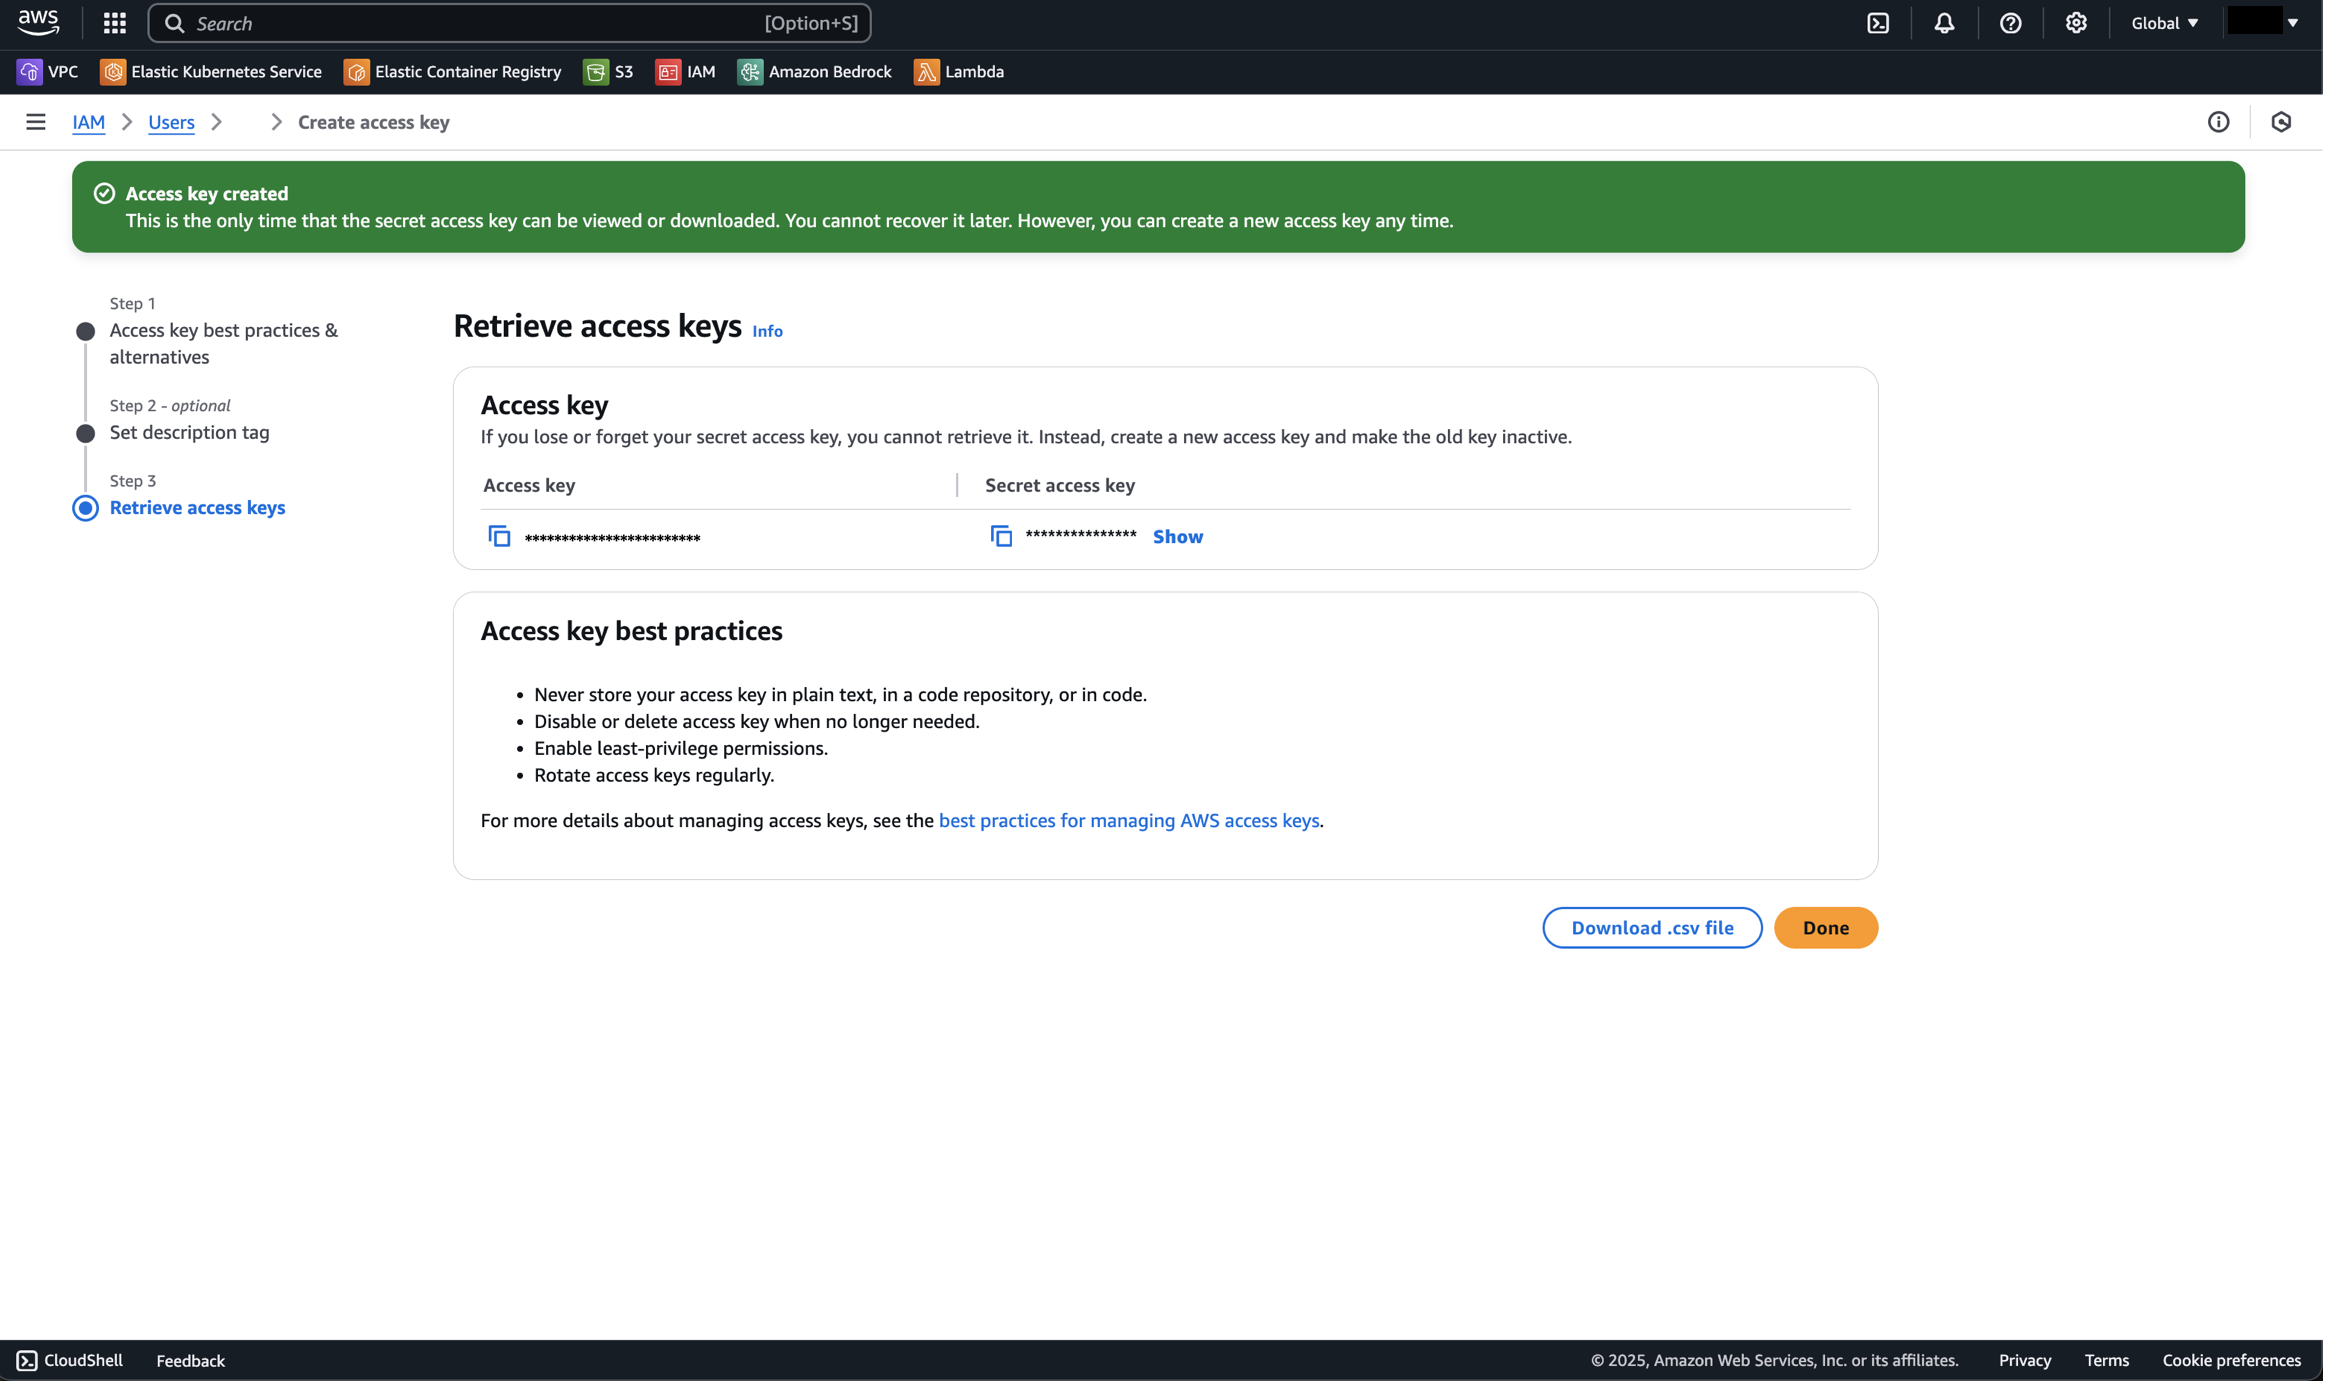 aws
Search [Option+S]
Global
VPC Elastic Kubernetes Service Elastic Container Registry S3 IAM Amazon Bedrock Lambda
IAM Users Create access key
Access key created
This is the only time that the secret access key can be viewed or downloaded. You cannot recover it later. However, you can create a new access key any time.
Step 1
Access key best practices &
alternatives
Step 2 - optional
Set description tag
Step 3
Retrieve access keys
Retrieve access keys Info
Access key
If you lose or forget your secret access key, you cannot retrieve it. Instead, create a new access key and make the old key inactive.
Access key Secret access key
************************ *************** Show
Access key best practices
• Never store your access key in plain text, in a code repository, or in code.
• Disable or delete access key when no longer needed.
• Enable least-privilege permissions.
• Rotate access keys regularly.
For more details about managing access keys, see the best practices for managing AWS access keys.
Download .csv file Done
CloudShell Feedback © 2025, Amazon Web Services, Inc. or its affiliates. Privacy Terms Cookie preferences